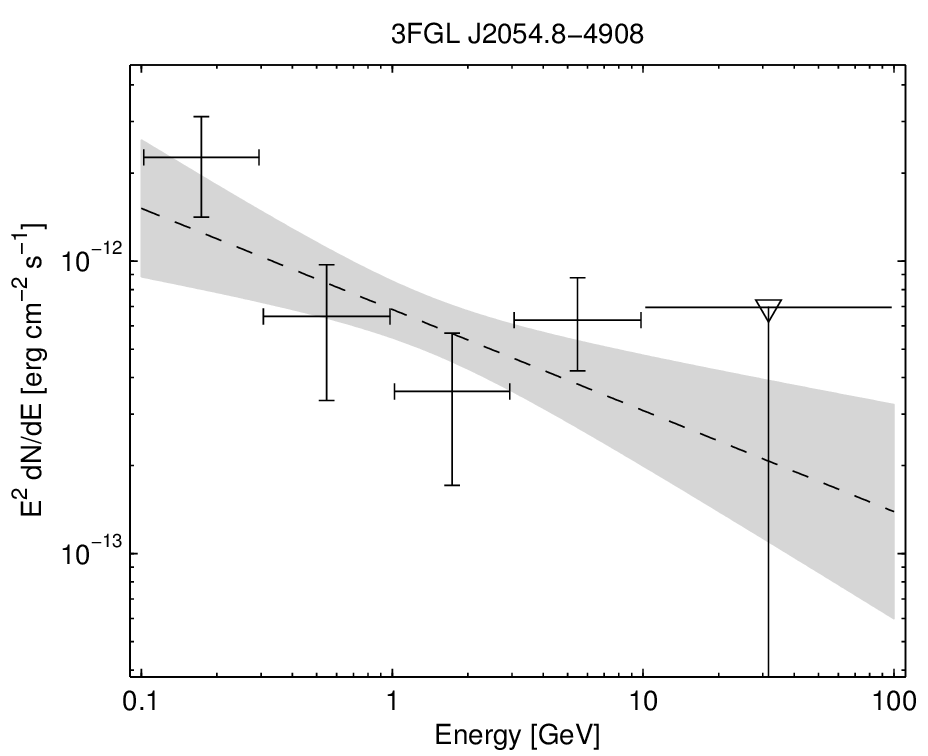 3FGL J2054.8−4908
E² dN/dE [erg cm⁻² s⁻¹]
10⁻¹²
10⁻¹³
0.1 1 10 100
Energy [GeV]